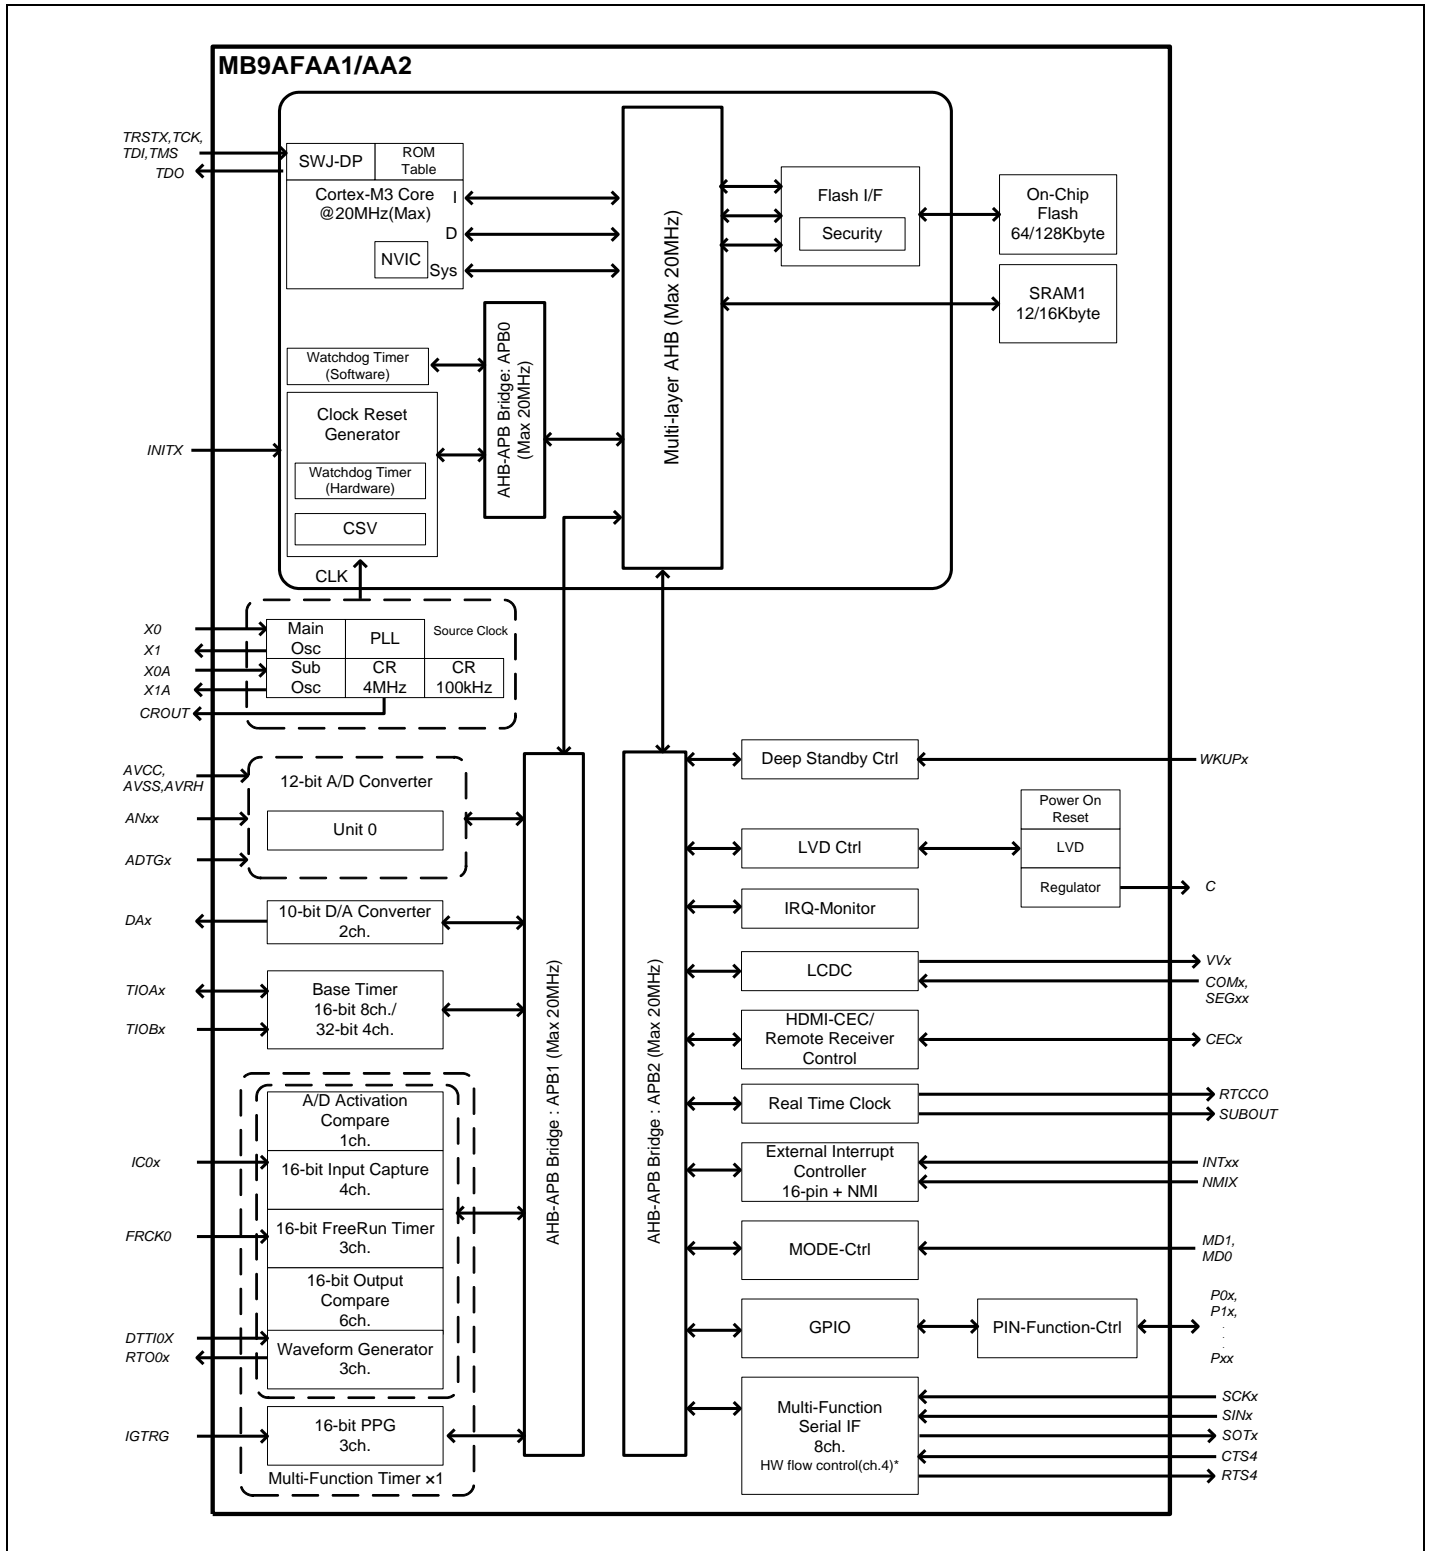 MB9AFAA1/AA2
TRSTX,TCK,
TDI,TMS
TDO
SWJ-DP
ROM
Table
Cortex-M3 Core
@20MHz(Max)
I
D
NVIC
Sys
Multi-layer AHB (Max 20MHz)
Flash I/F
Security
On-Chip
Flash
64/128Kbyte
SRAM1
12/16Kbyte
Watchdog Timer
(Software)
AHB-APB Bridge: APB0
(Max 20MHz)
Clock Reset
Generator
INITX
Watchdog Timer
(Hardware)
CSV
CLK
X0
X1
X0A
X1A
CROUT
Main
Osc
PLL
Source Clock
Sub
Osc
CR
4MHz
CR
100kHz
AVCC,
AVSS,AVRH
ANxx
ADTGx
12-bit A/D Converter
Unit 0
DAx
10-bit D/A Converter
2ch.
TIOAx
TIOBx
Base Timer
16-bit 8ch./
32-bit 4ch.
A/D Activation
Compare
1ch.
IC0x
16-bit Input Capture
4ch.
FRCK0
16-bit FreeRun Timer
3ch.
16-bit Output
Compare
6ch.
DTTI0X
RTO0x
Waveform Generator
3ch.
IGTRG
16-bit PPG
3ch.
Multi-Function Timer ×1
AHB-APB Bridge : APB1 (Max 20MHz)
AHB-APB Bridge : APB2 (Max 20MHz)
Deep Standby Ctrl
WKUPx
LVD Ctrl
Power On
Reset
LVD
Regulator
C
IRQ-Monitor
LCDC
VVx
COMx,
SEGxx
HDMI-CEC/
Remote Receiver
Control
CECx
Real Time Clock
RTCCO
SUBOUT
External Interrupt
Controller
16-pin + NMI
INTxx
NMIX
MODE-Ctrl
MD1,
MD0
GPIO
PIN-Function-Ctrl
P0x,
P1x,
.
.
.
Pxx
Multi-Function
Serial IF
8ch.
HW flow control(ch.4)*
SCKx
SINx
SOTx
CTS4
RTS4